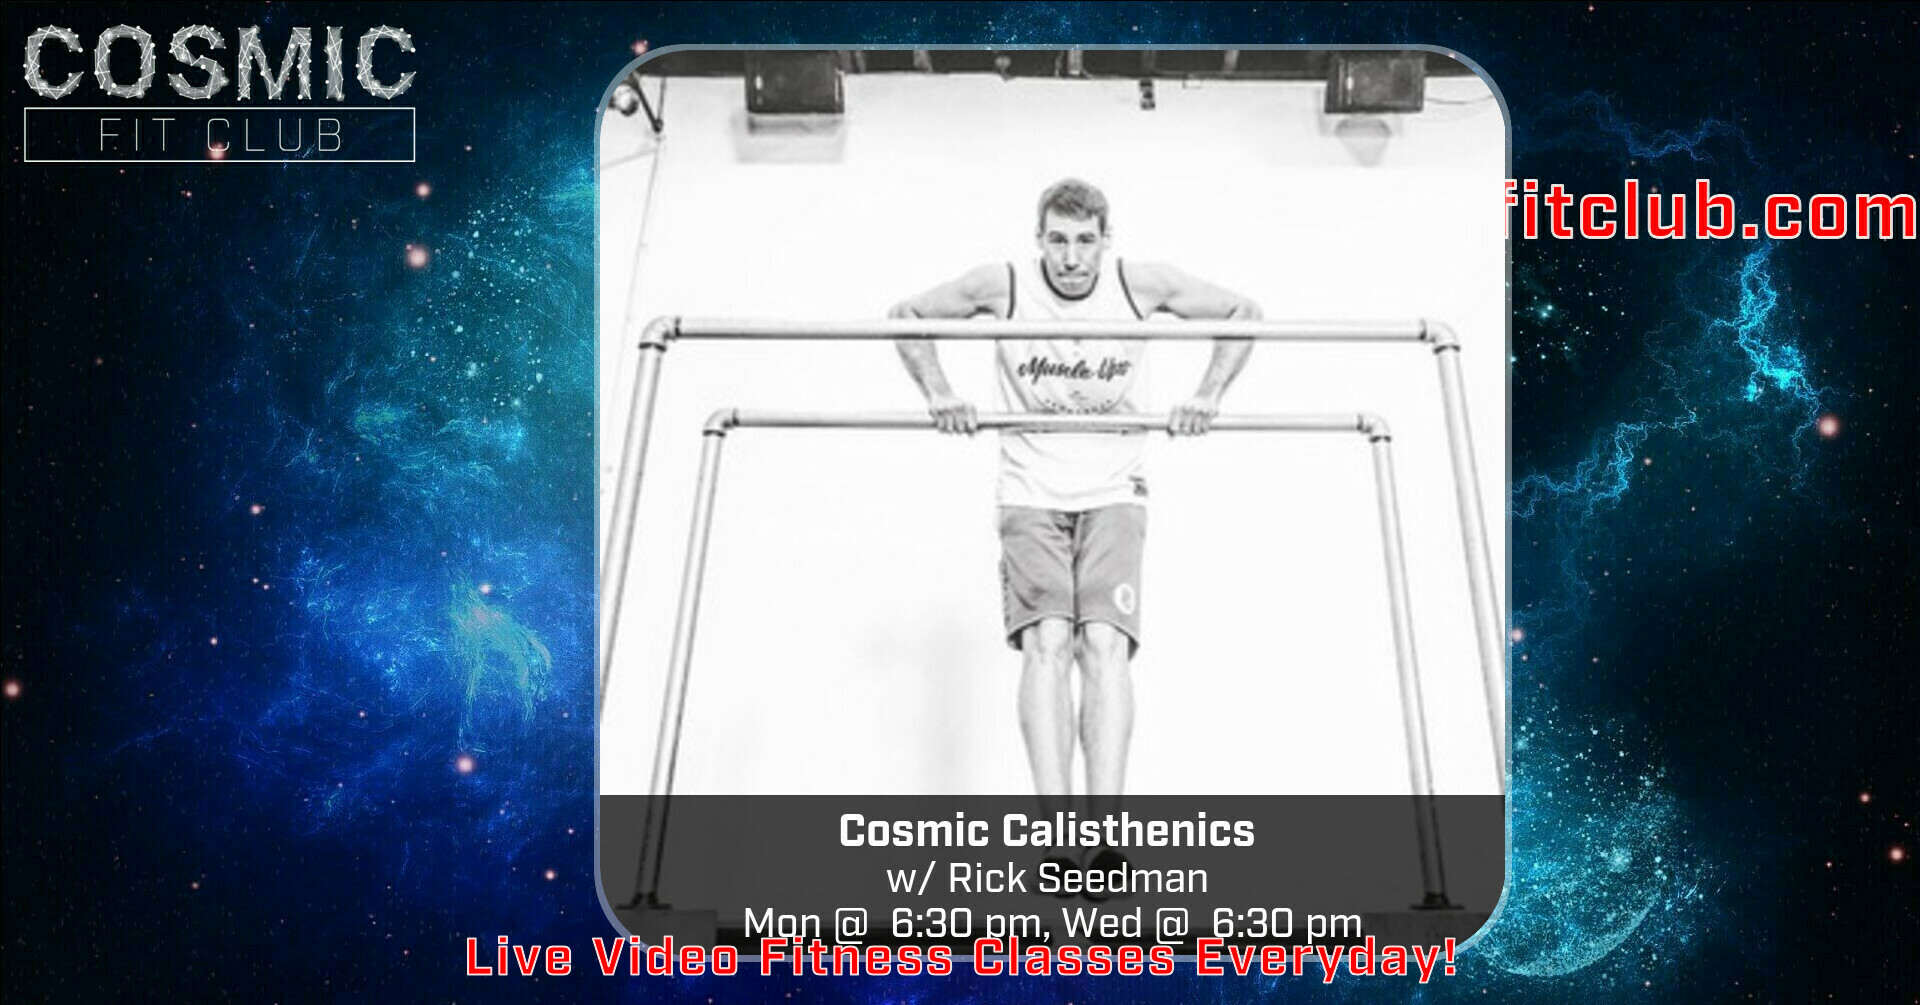 COSMIC
FIT CLUB
fitclub.com
Muscle-Ups
Cosmic Calisthenics
w/ Rick Seedman
Mon @ 6:30 pm, Wed @ 6:30 pm
Live Video Fitness Classes Everyday!